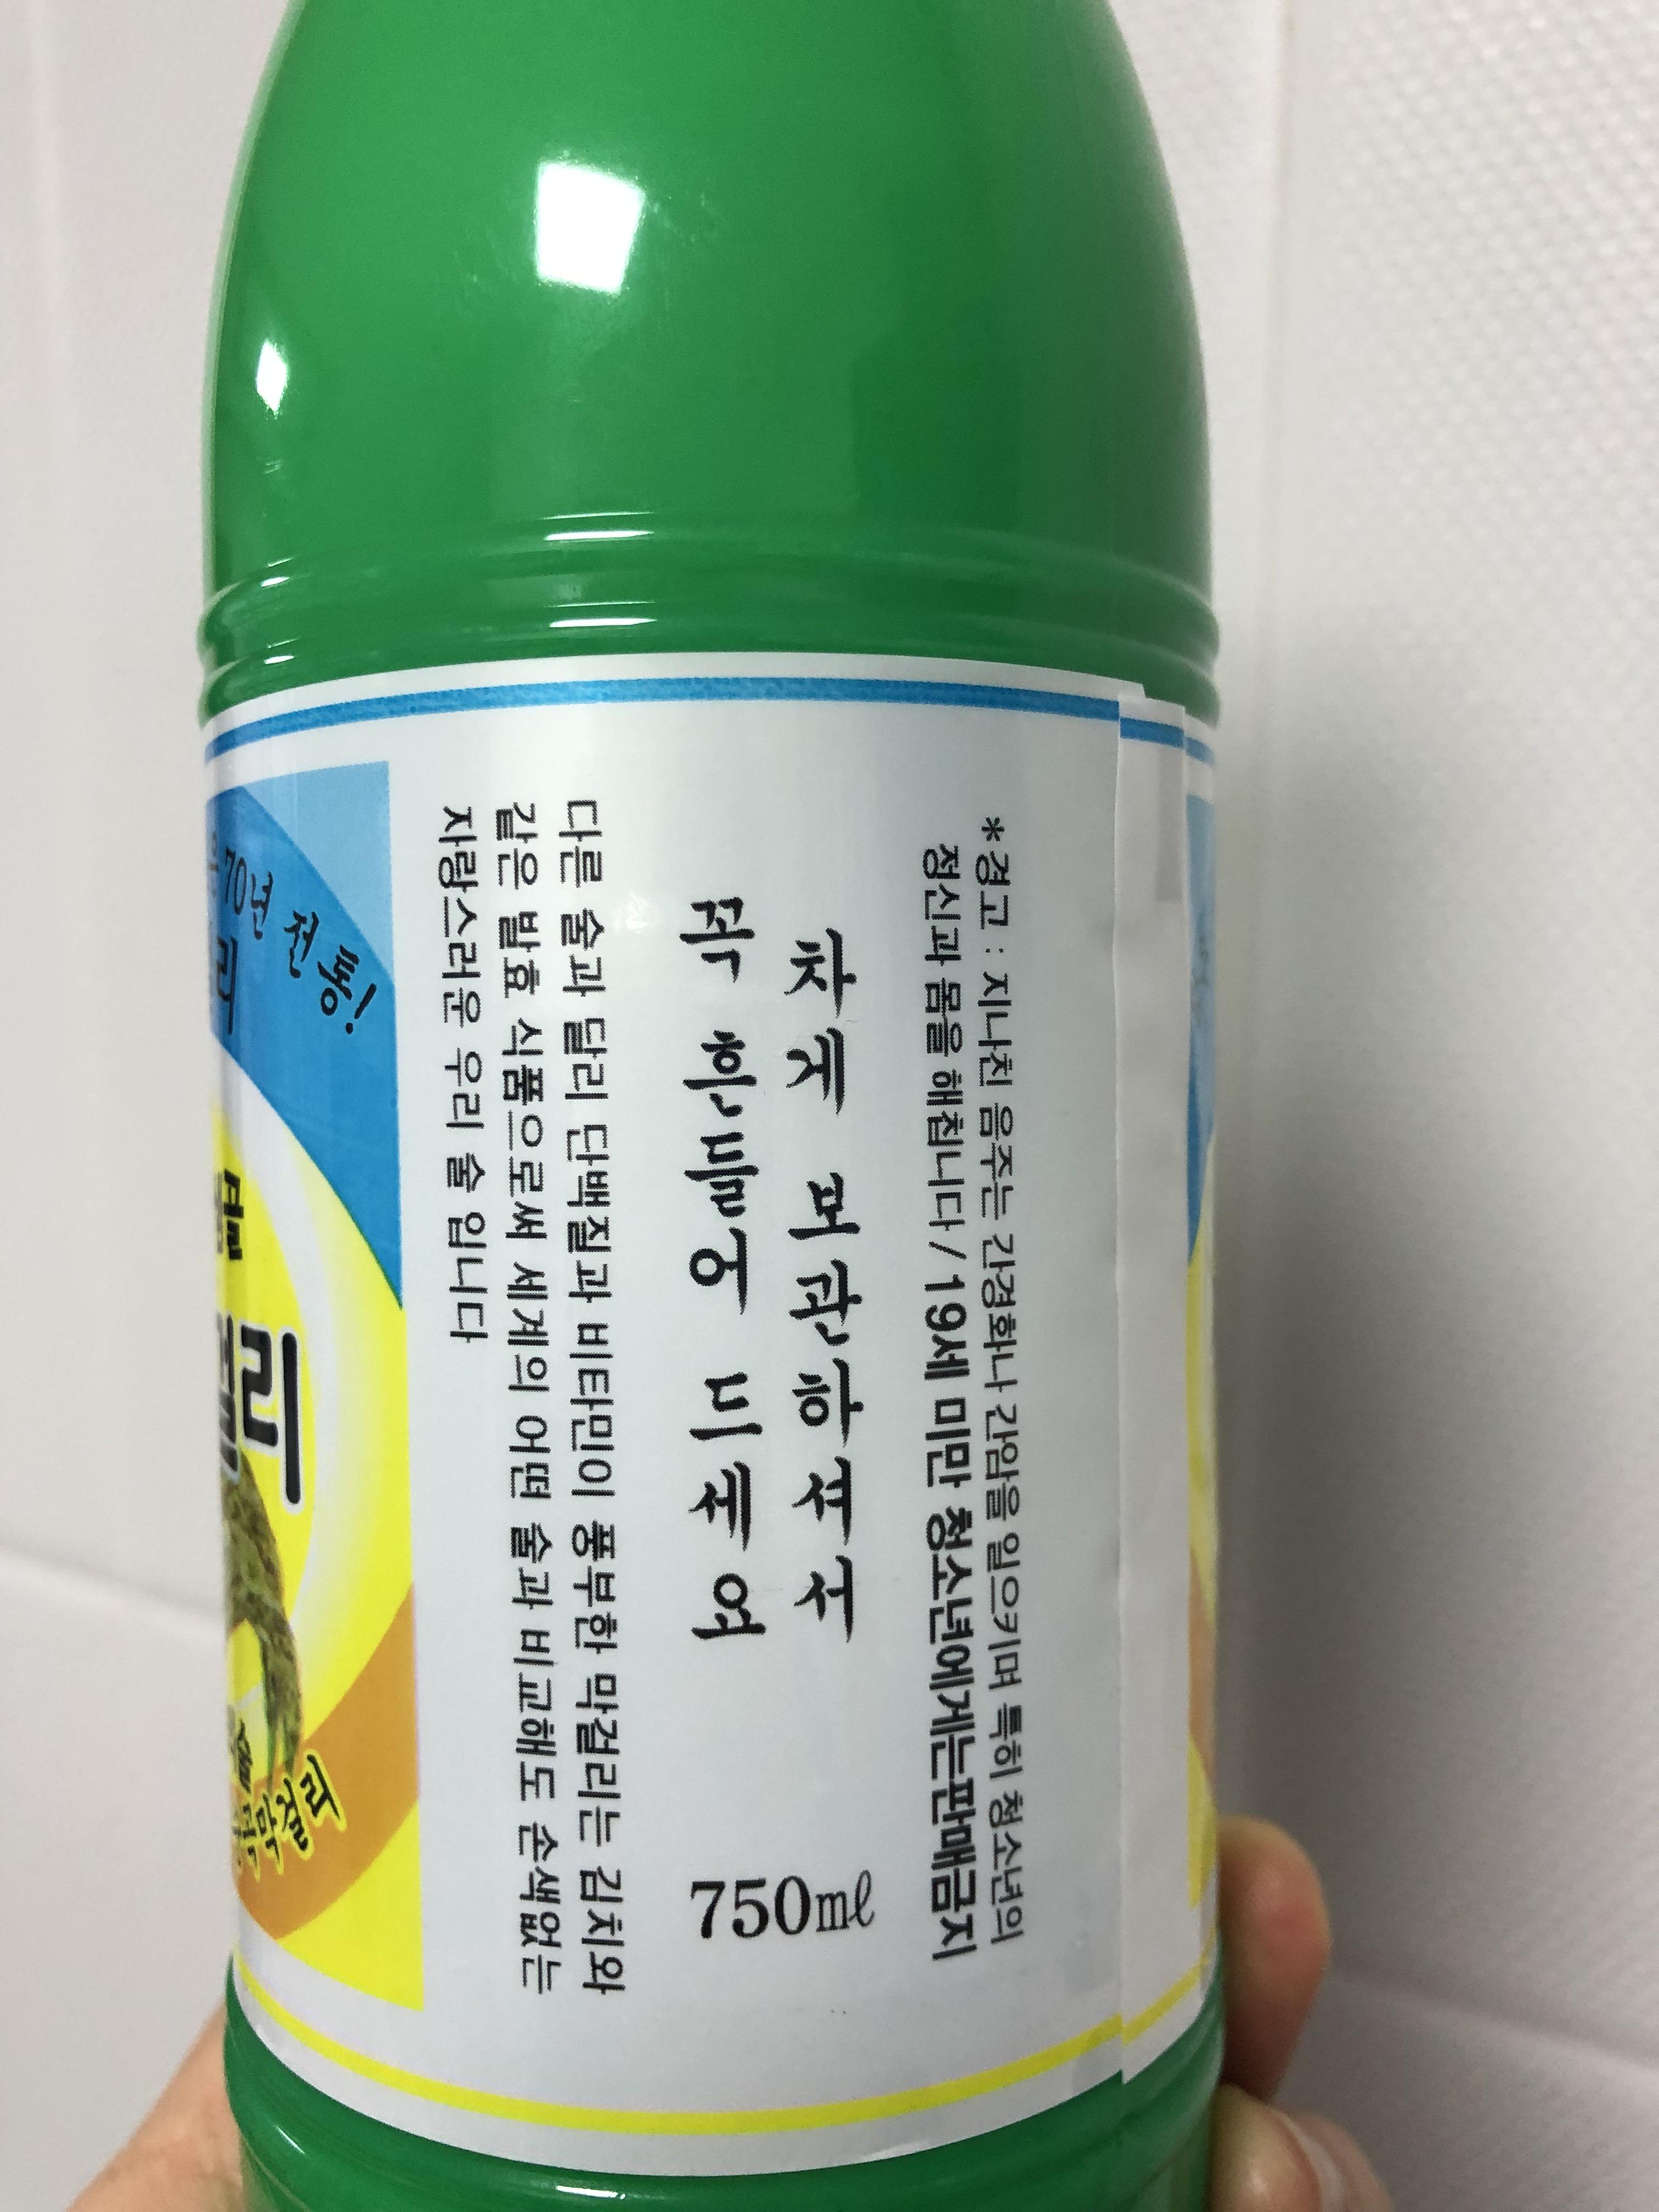 *경고 : 지나친 음주는 간경화나 간암을 일으키며 특히 청소년의
정신과 몸을 해칩니다 / 19세 미만 청소년에게는판매금지
차게 보관하셔서
꼭 흔들어 드세요
750㎖
다른 술과 달리 단백질과 비타민이 풍부한 막걸리는 김치와
같은 발효 식품으로써 세계의 어떤 술과 비교해도 손색없는
자랑스러운 우리 술 입니다
70년 전통!
리
걸리
막걸리